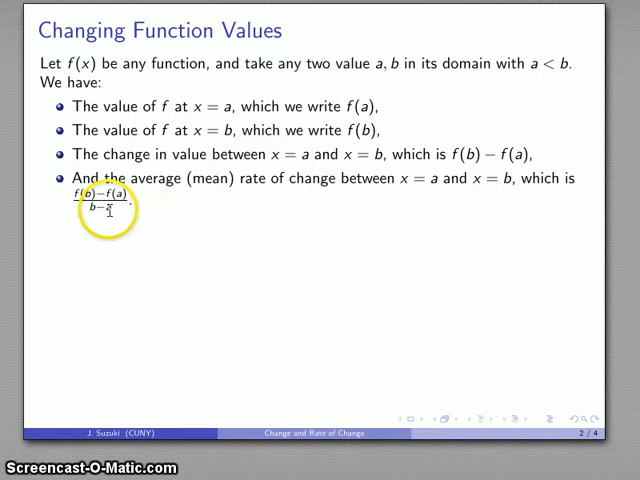 Changing Function Values
Let f(x) be any function, and take any two value a, b in its domain with a < b.
We have:
The value of f at x = a, which we write f(a),
The value of f at x = b, which we write f(b),
The change in value between x = a and x = b, which is f(b) − f(a),
And the average (mean) rate of change between x = a and x = b, which is
f(b)−f(a)
b−
.
J. Suzuki (CUNY) Change and Rate of Change 2 / 4
Screencast-O-Matic.com